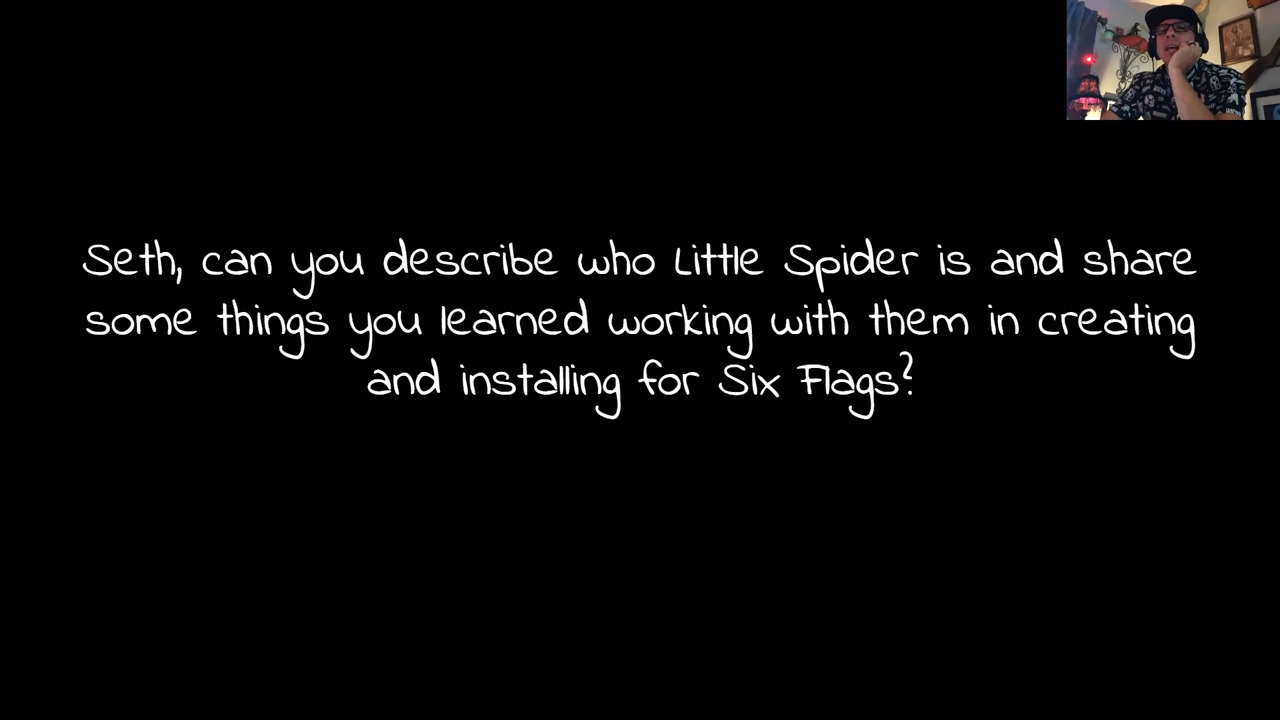 Seth, can you describe who Little Spider is and share
some things you learned working with them in creating
and installing for Six Flags?